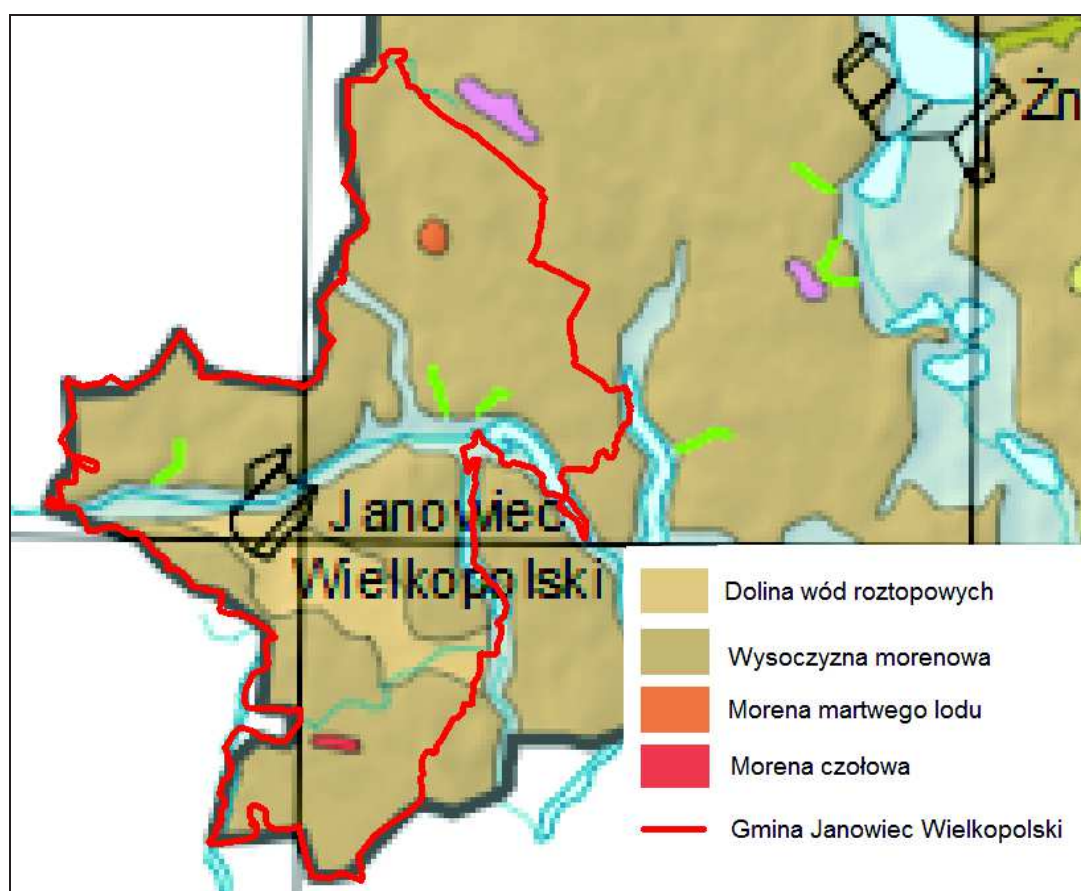 Żn
Janowiec
Wielkopolski
Dolina wód roztopowych
Wysoczyzna morenowa
Morena martwego lodu
Morena czołowa
Gmina Janowiec Wielkopolski